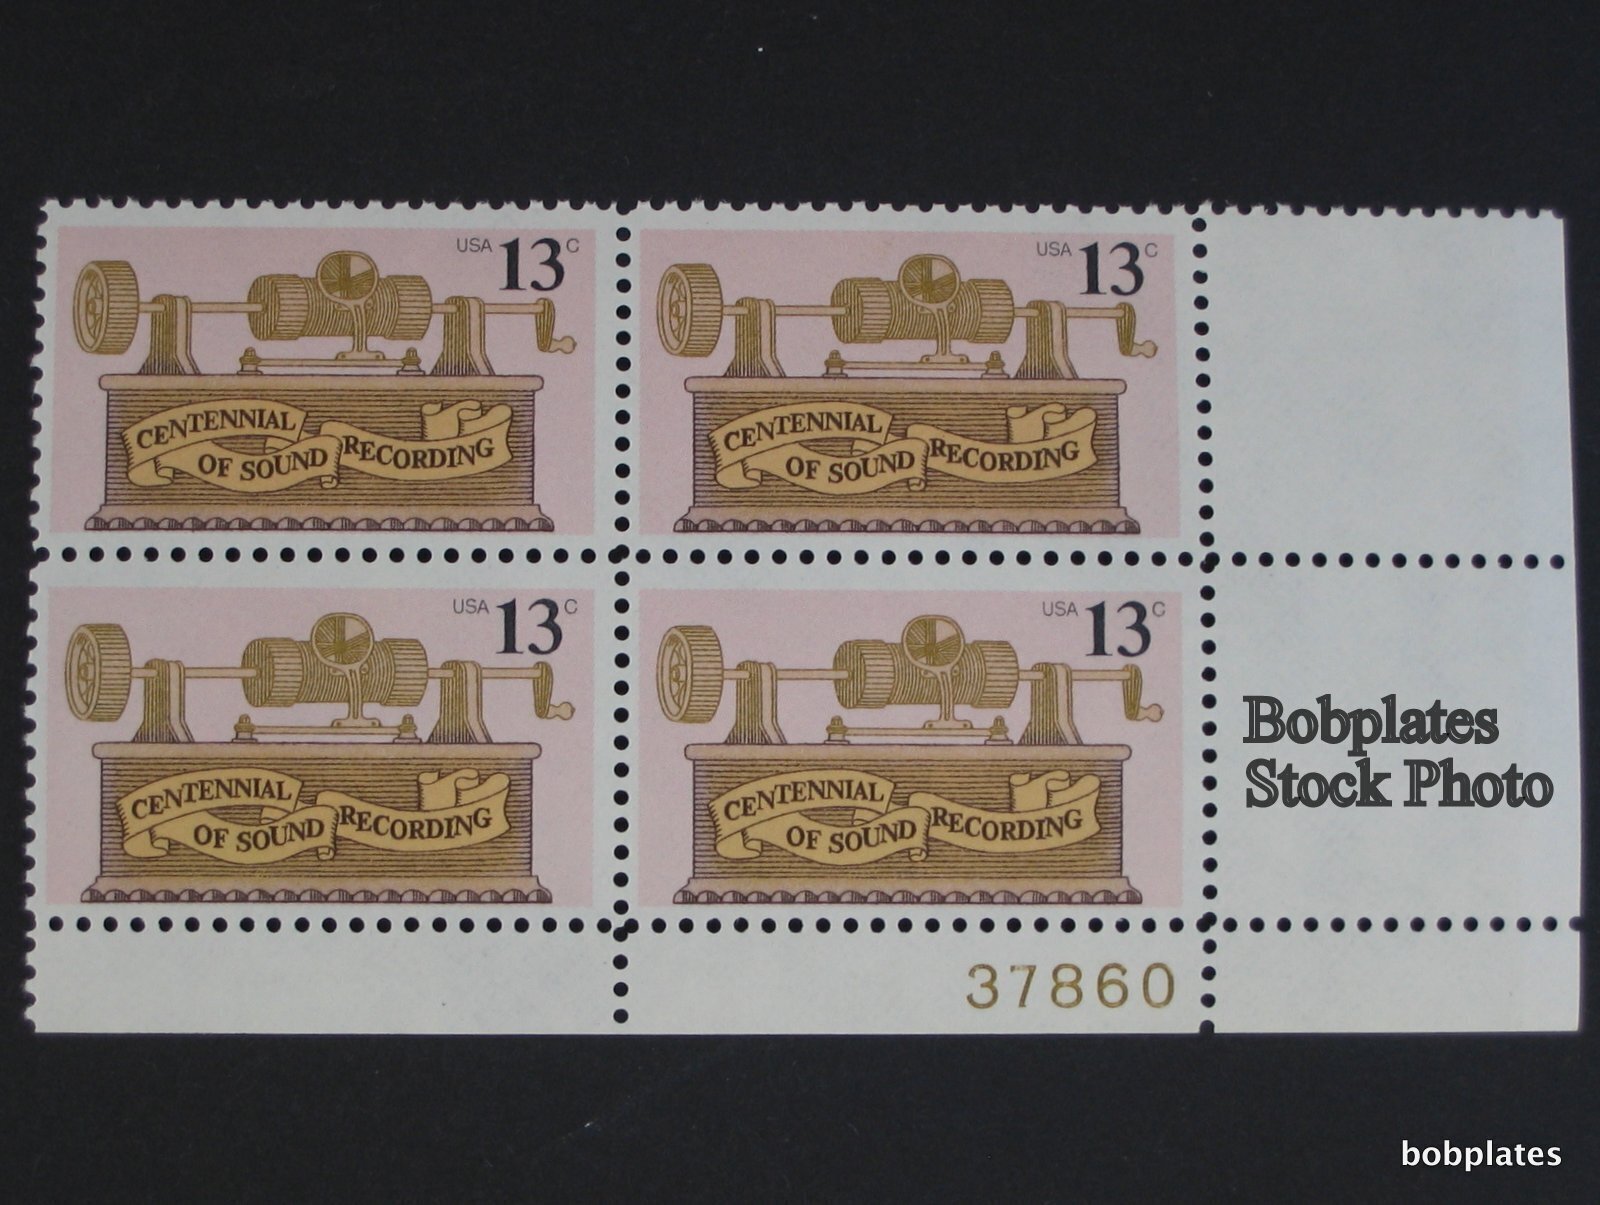 USA 13c
CENTENNIAL
OF SOUND RECORDING
USA 13c
CENTENNIAL
OF SOUND RECORDING
USA 13c
CENTENNIAL
OF SOUND RECORDING
USA 13c
CENTENNIAL
OF SOUND RECORDING
Bobplates
Stock Photo
37860
bobplates